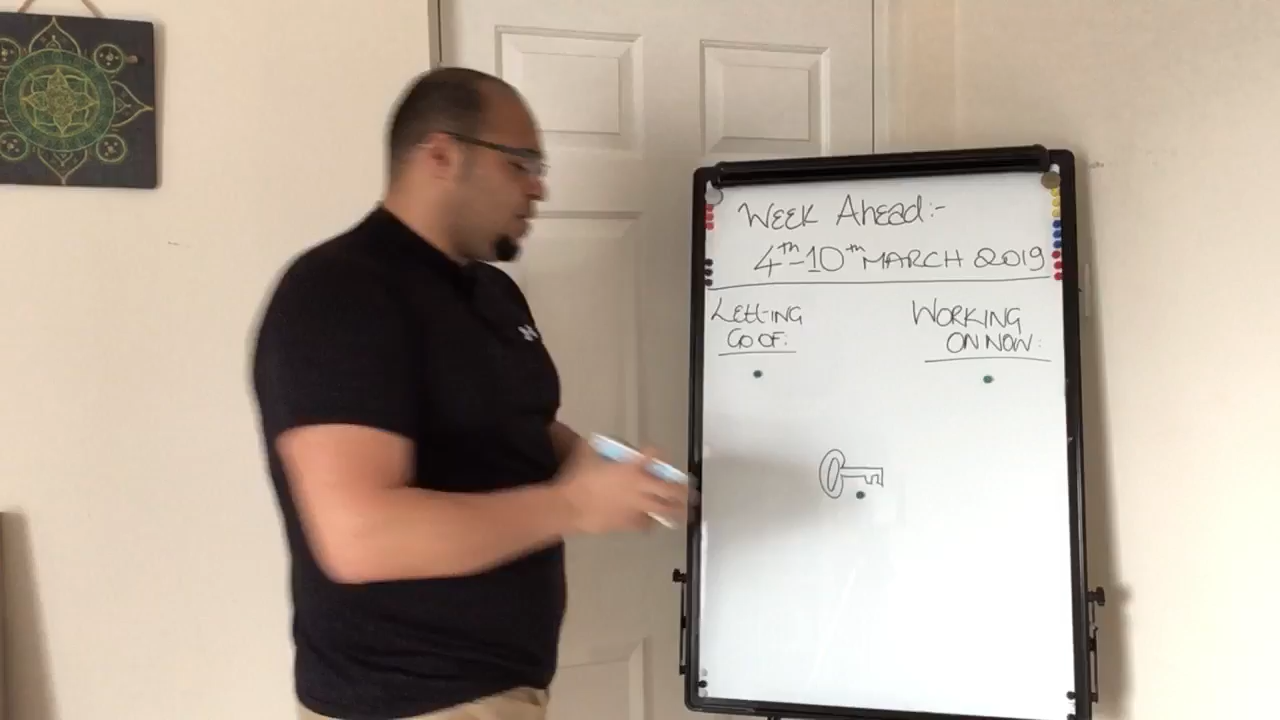 WEEK AHEAD:-
4th-10th MARCH 2019
LETTING
GO OF:
WORKING
ON NOW: